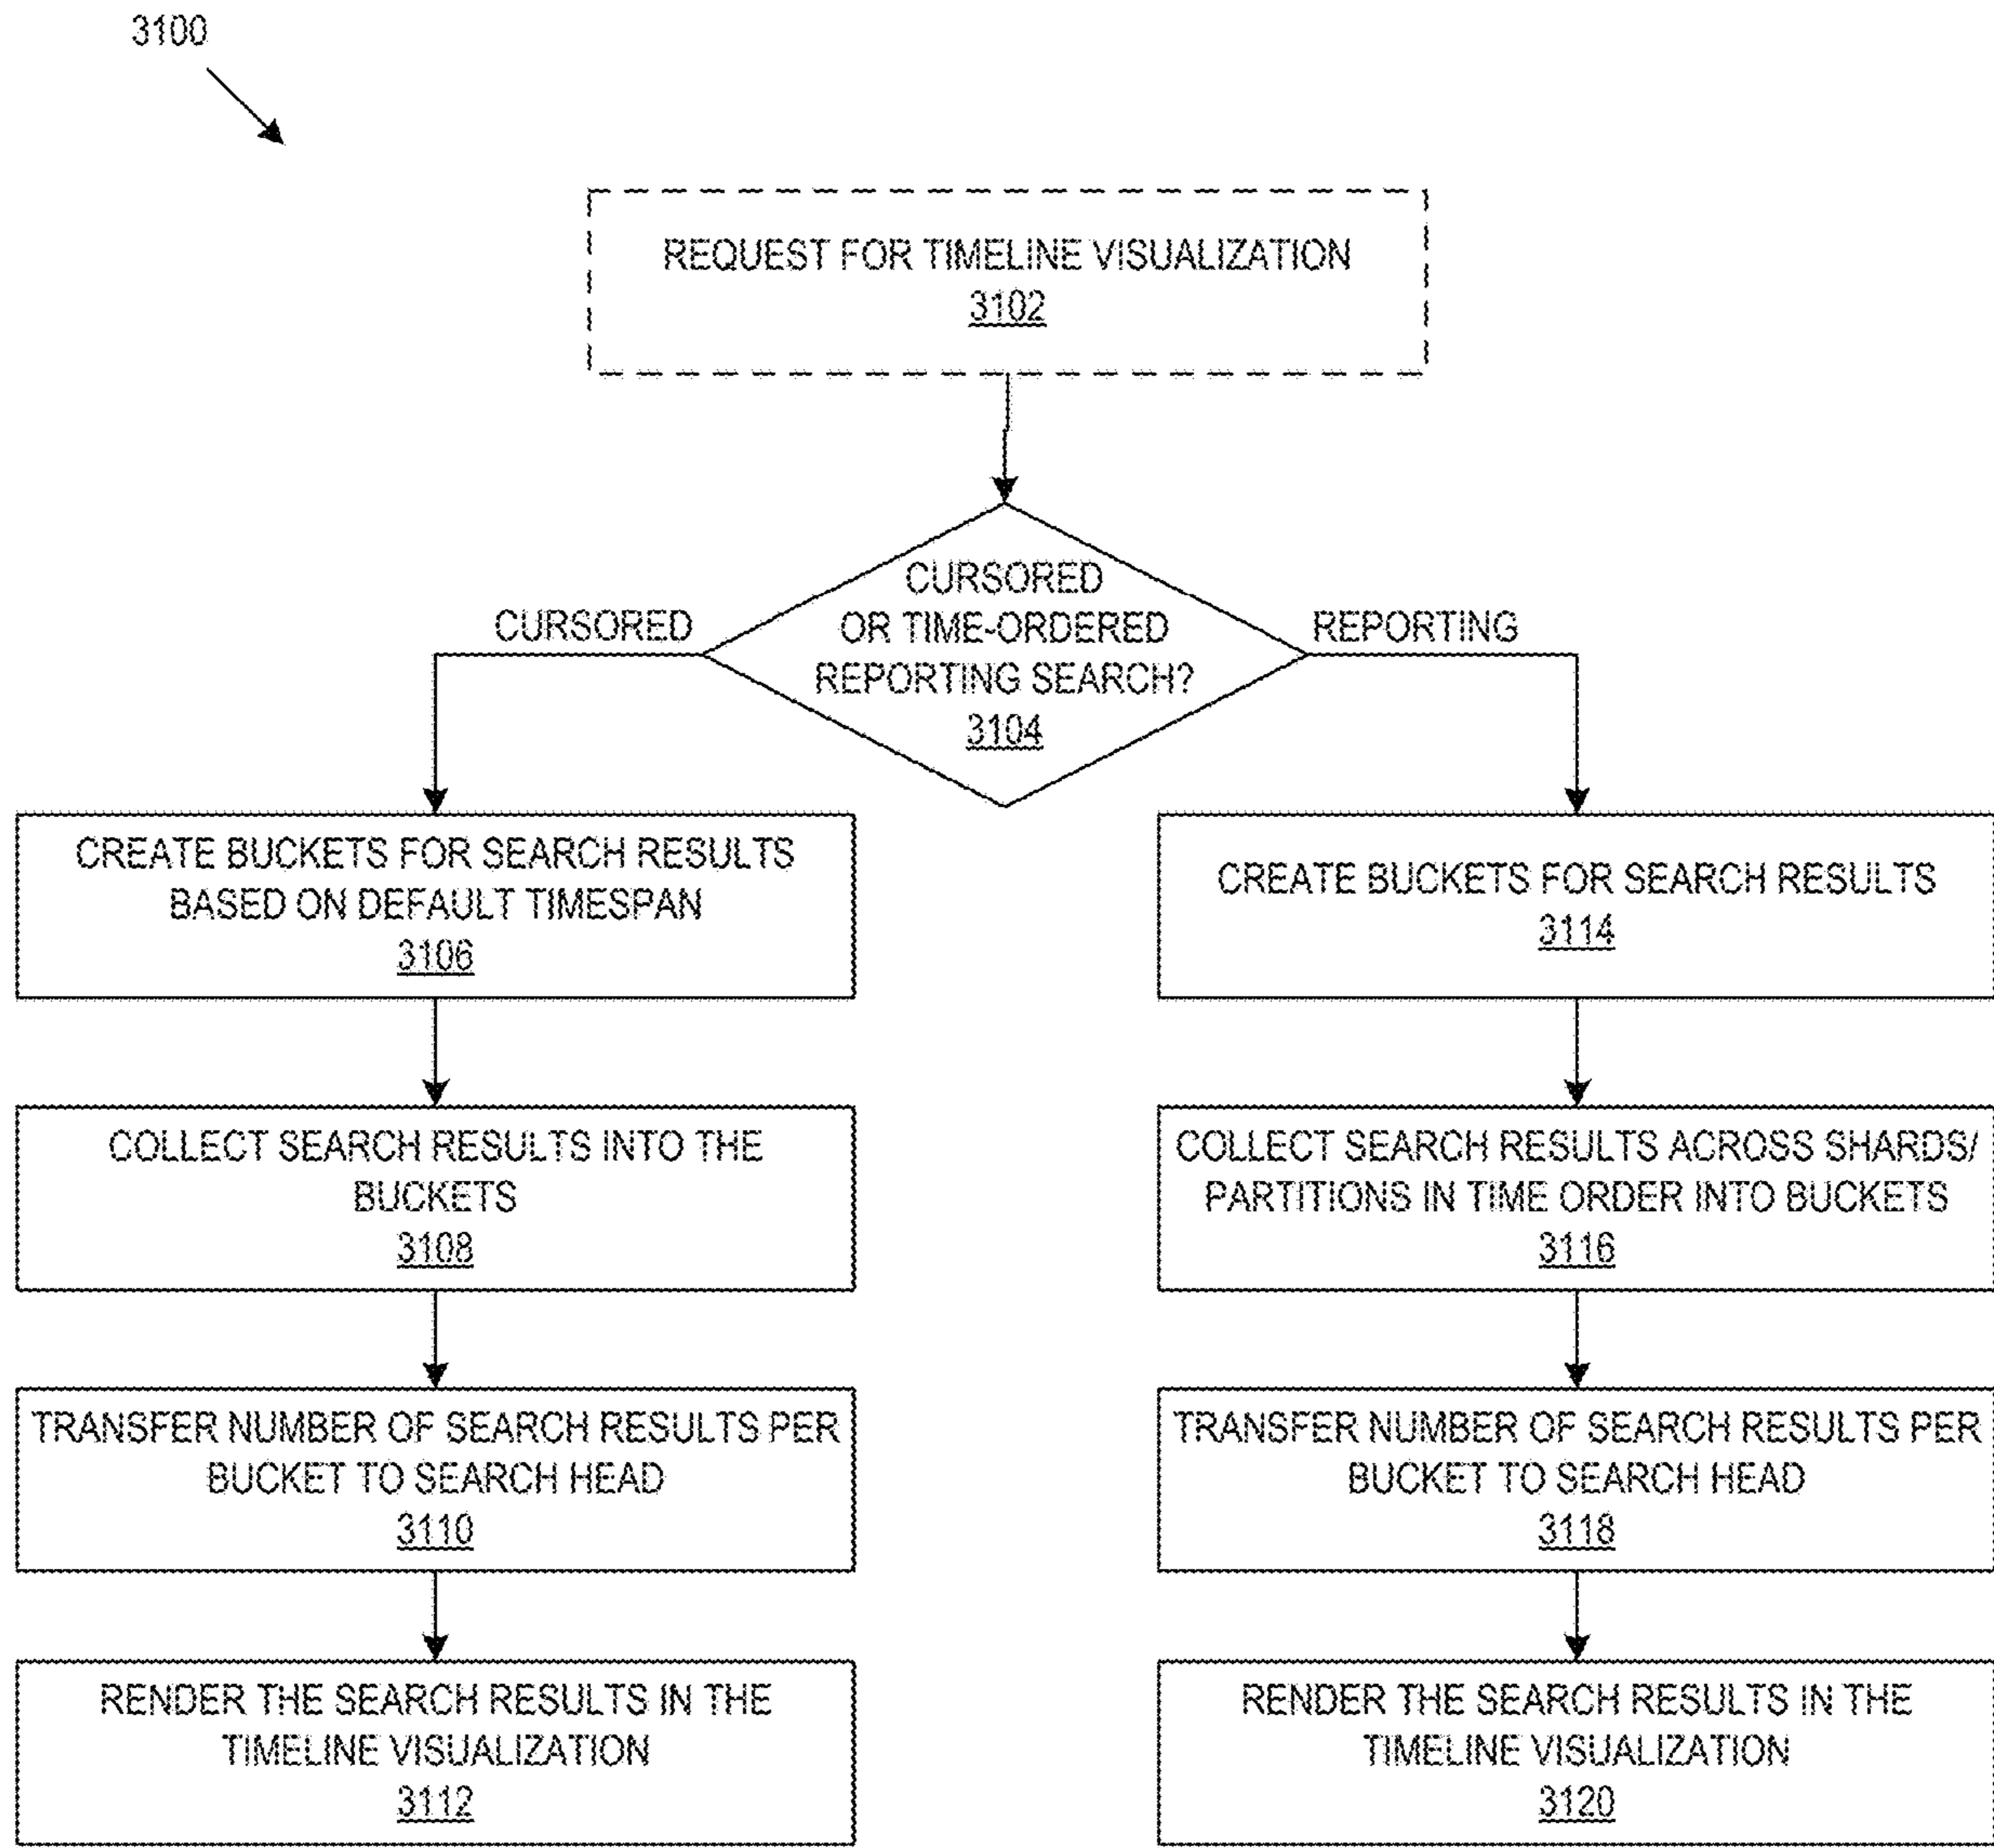 3100
REQUEST FOR TIMELINE VISUALIZATION
3102
CURSORED
OR TIME-ORDERED
REPORTING SEARCH?
3104
CURSORED
REPORTING
CREATE BUCKETS FOR SEARCH RESULTS
BASED ON DEFAULT TIMESPAN
3106
COLLECT SEARCH RESULTS INTO THE
BUCKETS
3108
TRANSFER NUMBER OF SEARCH RESULTS PER
BUCKET TO SEARCH HEAD
3110
RENDER THE SEARCH RESULTS IN THE
TIMELINE VISUALIZATION
3112
CREATE BUCKETS FOR SEARCH RESULTS
3114
COLLECT SEARCH RESULTS ACROSS SHARDS/
PARTITIONS IN TIME ORDER INTO BUCKETS
3116
TRANSFER NUMBER OF SEARCH RESULTS PER
BUCKET TO SEARCH HEAD
3118
RENDER THE SEARCH RESULTS IN THE
TIMELINE VISUALIZATION
3120